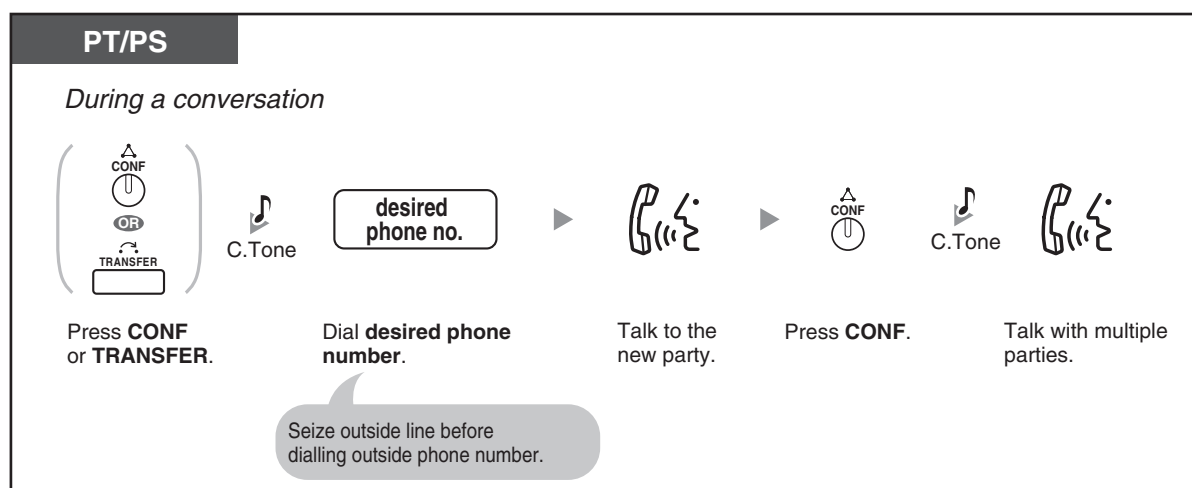 PT/PS
During a conversation
CONF
OR
TRANSFER
C.Tone
desired
phone no.
CONF
C.Tone
Press CONF
or TRANSFER.
Dial desired phone
number.
Talk to the
new party.
Press CONF.
Talk with multiple
parties.
Seize outside line before
dialling outside phone number.